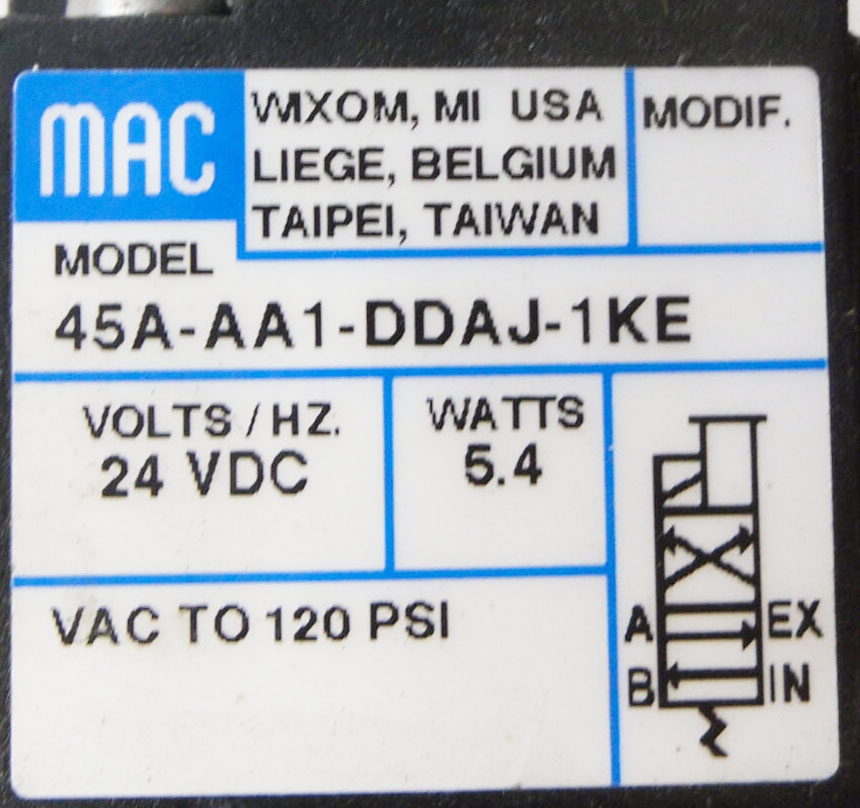 MAC
WIXOM, MI USA
LIEGE, BELGIUM
TAIPEI, TAIWAN
MODIF.
MODEL
45A-AA1-DDAJ-1KE
VOLTS / HZ.
24 VDC
WATTS
5.4
VAC TO 120 PSI
A EX
B IN